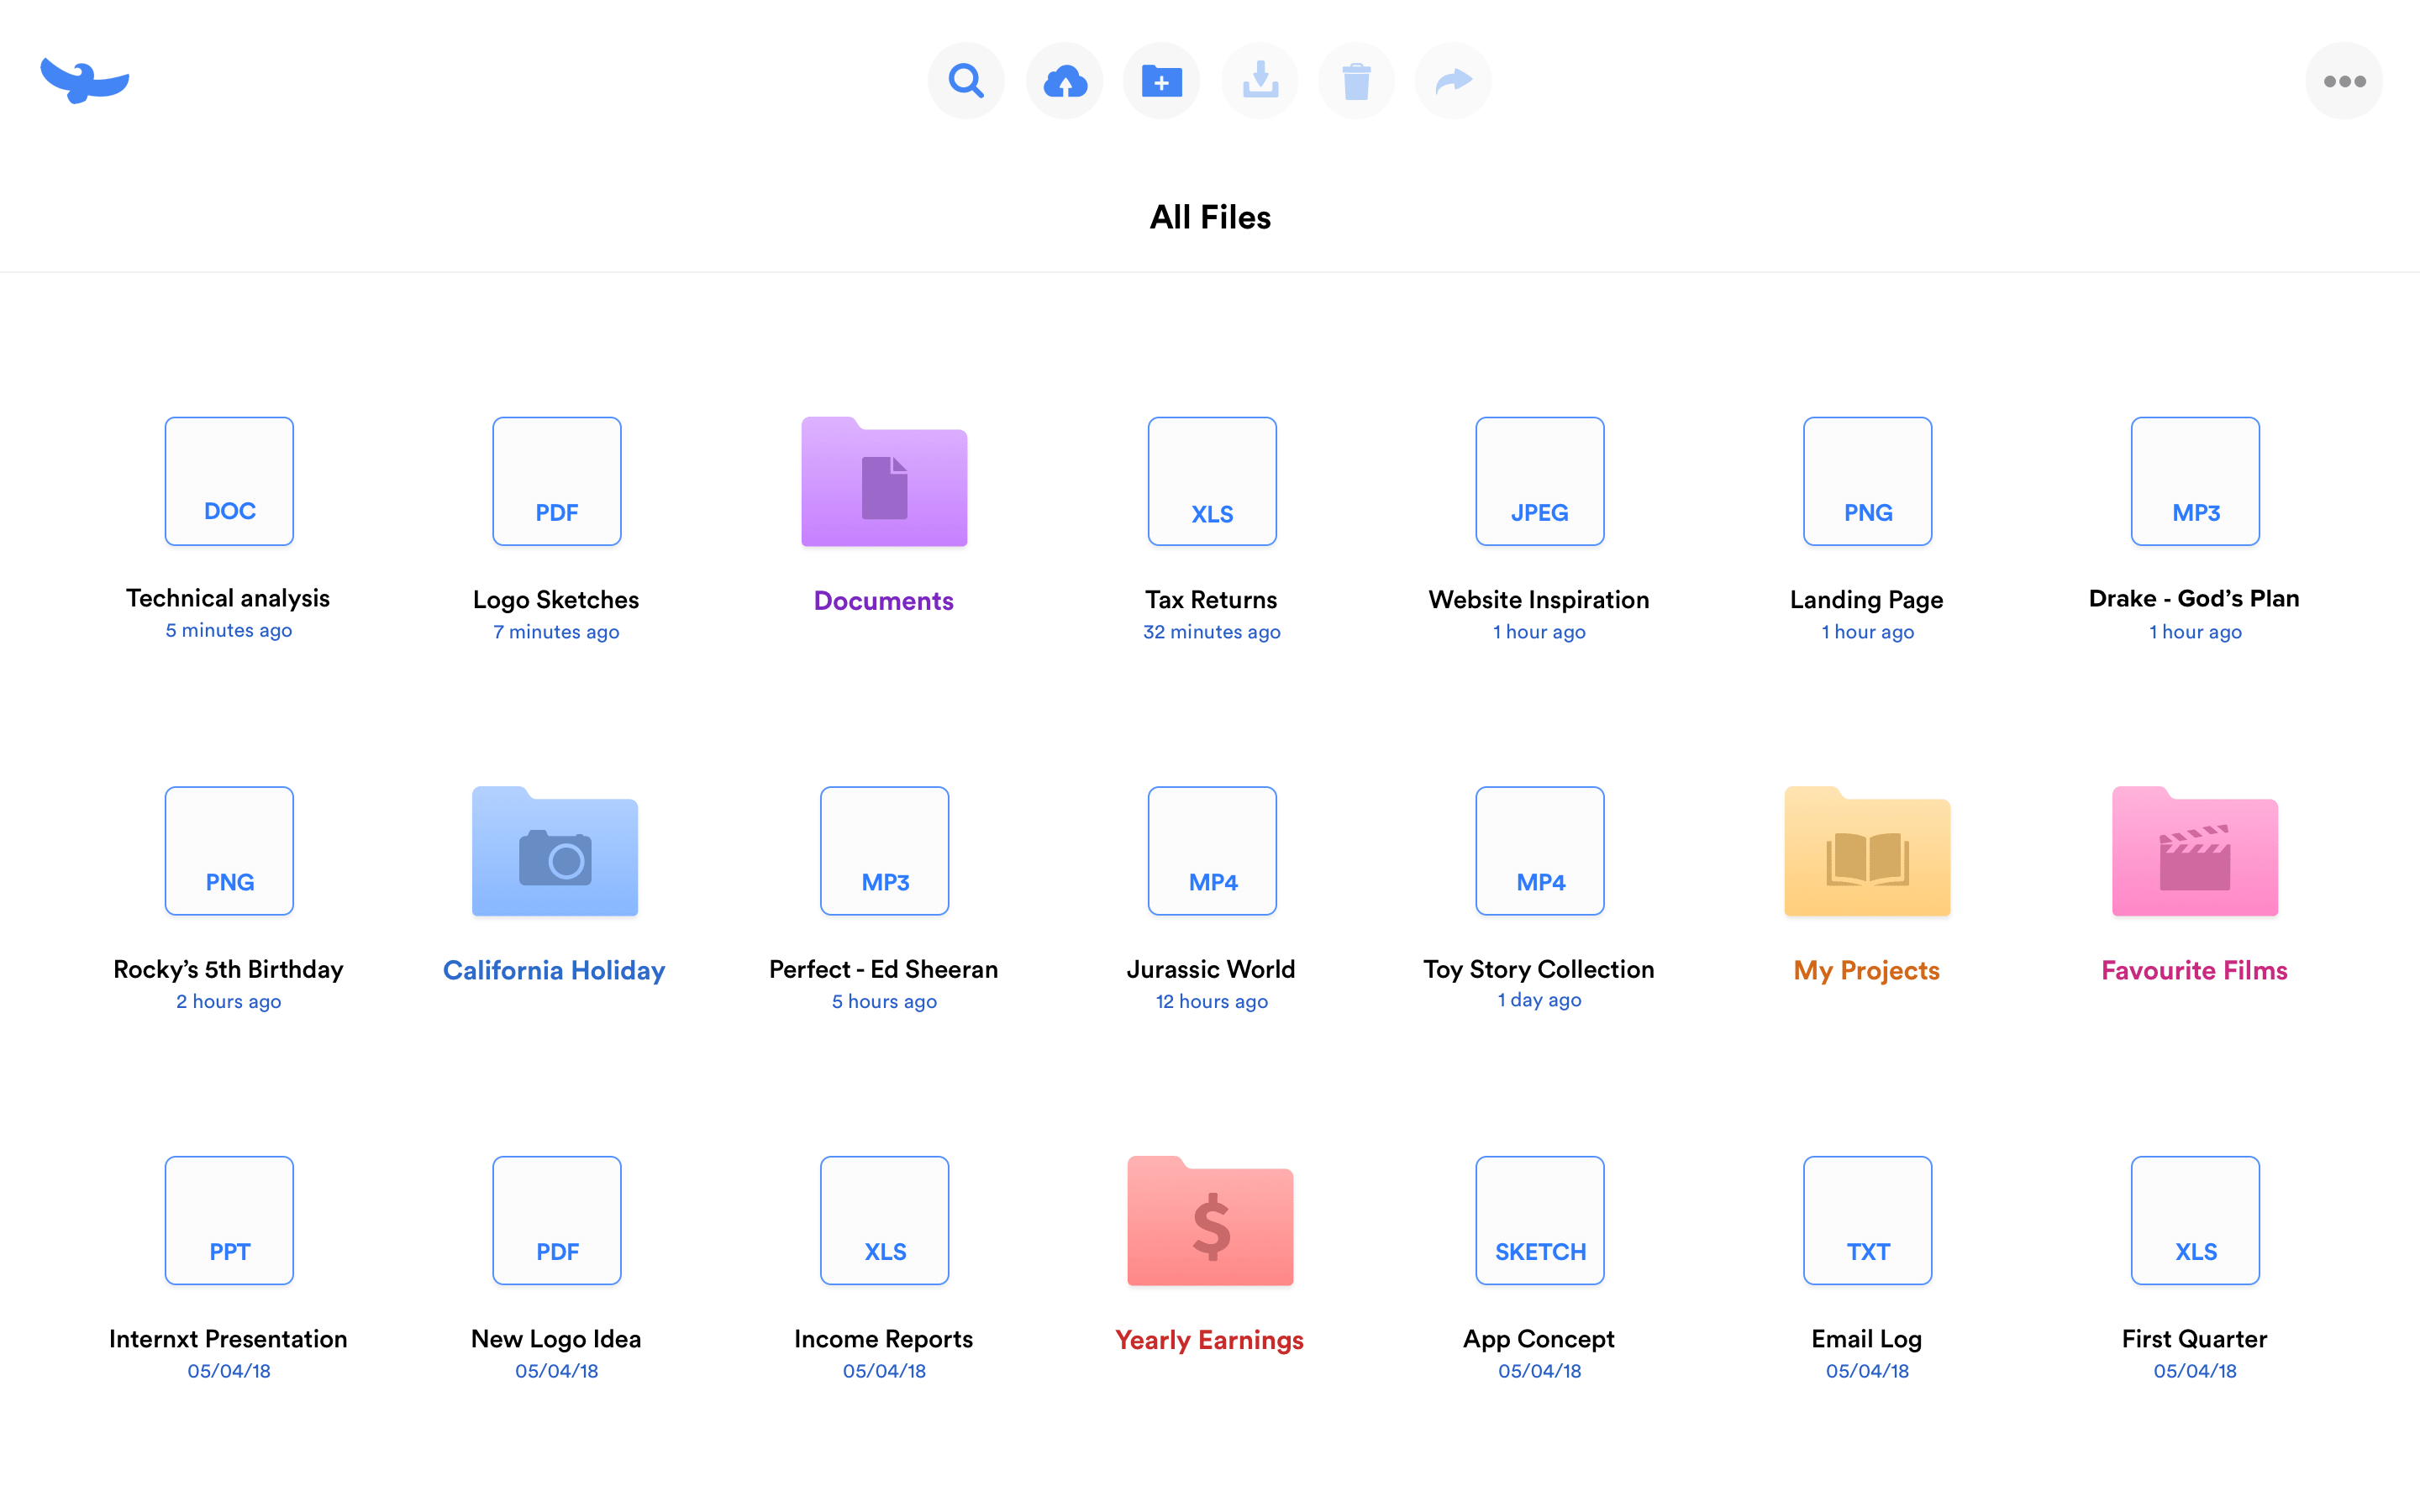 All Files
DOC
Technical analysis
5 minutes ago
PDF
Logo Sketches
7 minutes ago
Documents
XLS
Tax Returns
32 minutes ago
JPEG
Website Inspiration
1 hour ago
PNG
Landing Page
1 hour ago
MP3
Drake - God’s Plan
1 hour ago
PNG
Rocky’s 5th Birthday
2 hours ago
California Holiday
MP3
Perfect - Ed Sheeran
5 hours ago
MP4
Jurassic World
12 hours ago
MP4
Toy Story Collection
1 day ago
My Projects
Favourite Films
PPT
Internxt Presentation
05/04/18
PDF
New Logo Idea
05/04/18
XLS
Income Reports
05/04/18
$
Yearly Earnings
SKETCH
App Concept
05/04/18
TXT
Email Log
05/04/18
XLS
First Quarter
05/04/18